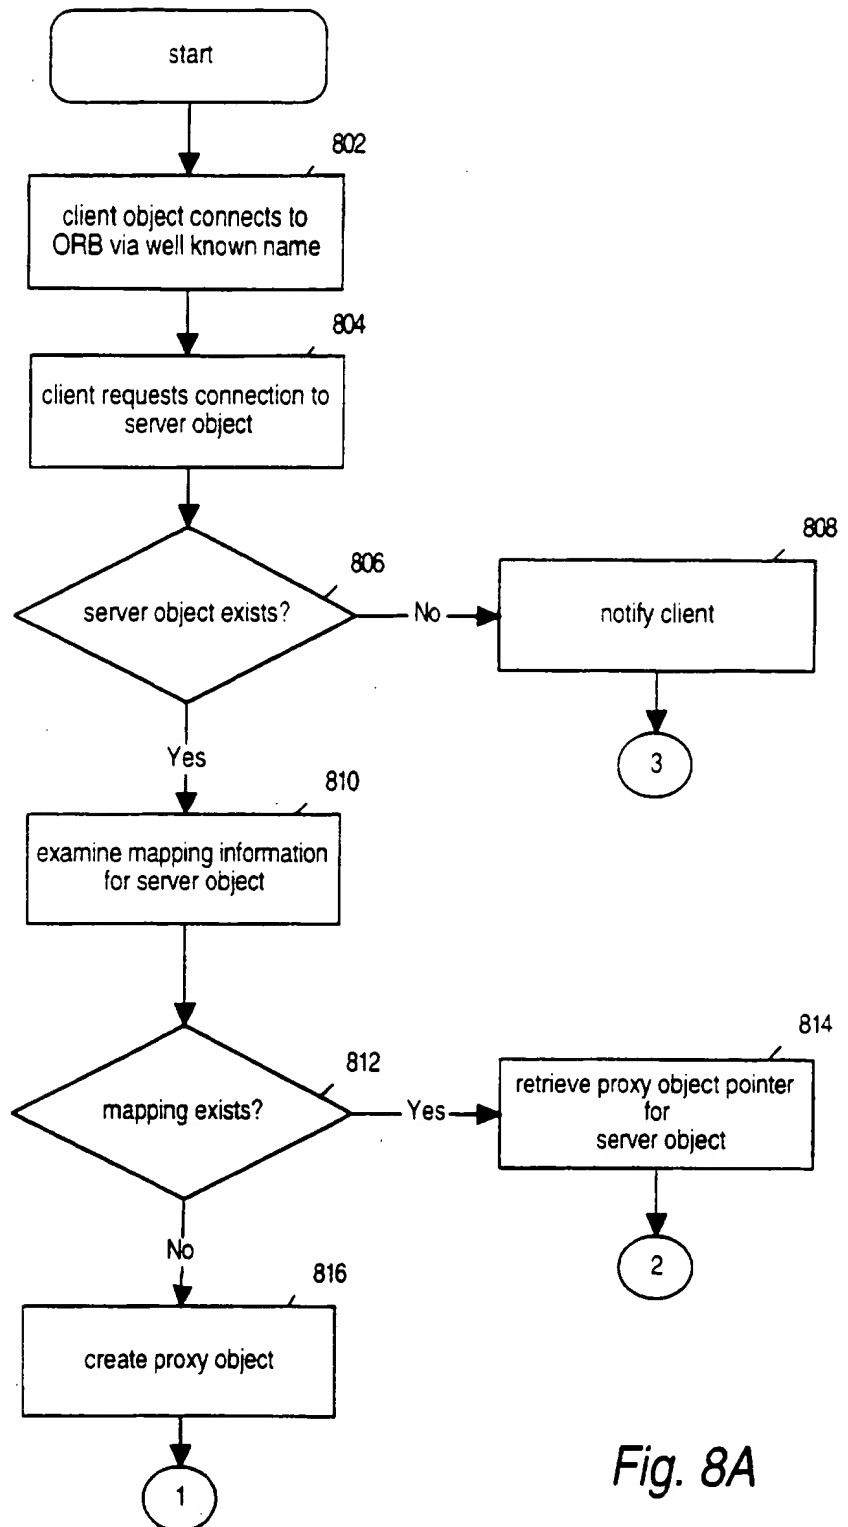 start
802
client object connects to
ORB via well known name
804
client requests connection to
server object
806
server object exists?
No
808
notify client
3
Yes
810
examine mapping information
for server object
812
mapping exists?
Yes
814
retrieve proxy object pointer
for
server object
2
No
816
create proxy object
1
Fig. 8A